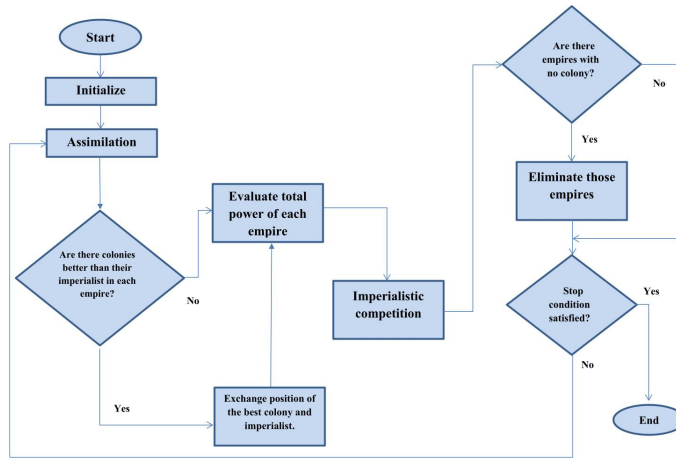 Start
Initialize
Assimilation
Are there colonies
better than their
imperialist in each
empire?
No
Yes
Exchange position of
the best colony and
imperialist.
Evaluate total
power of each
empire
Imperialistic
competition
Are there
empires with
no colony?
No
Yes
Eliminate those
empires
Stop
condition
satisfied?
Yes
No
End